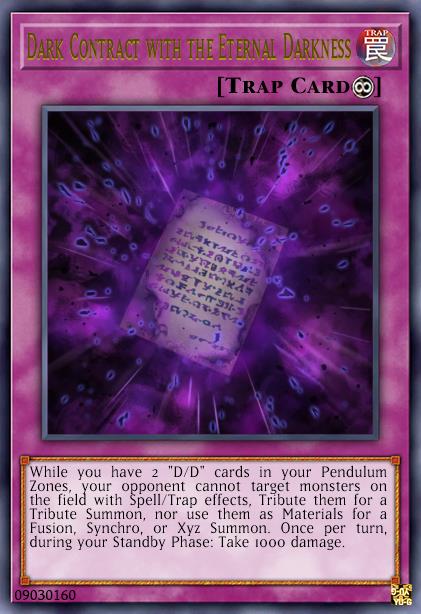 Dark Contract with the Eternal Darkness
TRAP
罠
[Trap Card]
While you have 2 "D/D" cards in your Pendulum
Zones, your opponent cannot target monsters on
the field with Spell/Trap effects, Tribute them for a
Tribute Summon, nor use them as Materials for a
Fusion, Synchro, or Xyz Summon. Once per turn,
during your Standby Phase: Take 1000 damage.
09030160